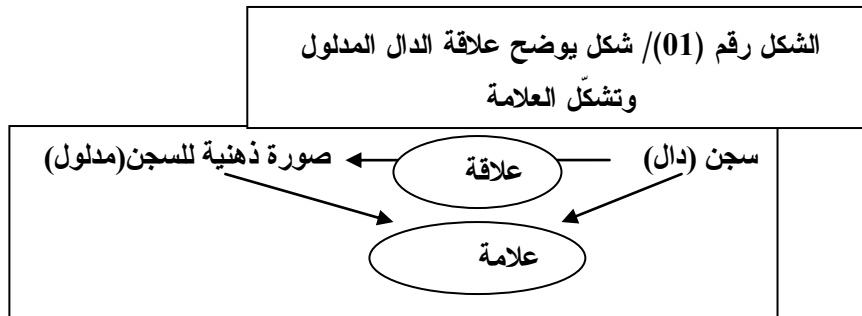 الشكل رقم (01)/ شكل يوضح علاقة الدال المدلول
وتشكّل العلامة
سجن (دال) علاقة صورة ذهنية للسجن(مدلول)
علامة